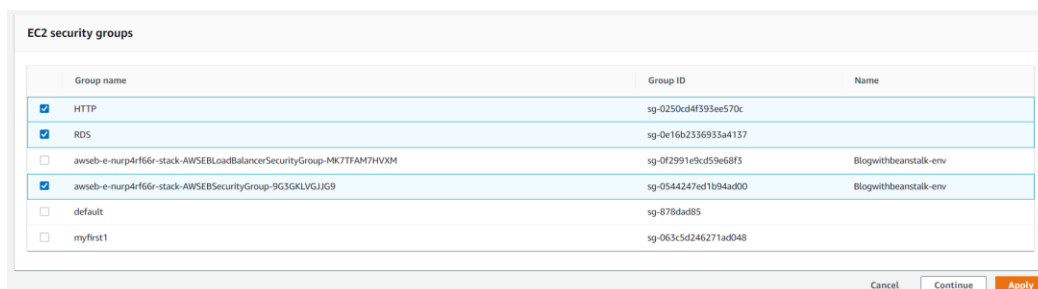 EC2 security groups
Group name Group ID Name
HTTP sg-0250cd4f393ee570c
RDS sg-0e16b2336933a4137
awseb-e-nurp4rf66r-stack-AWSEBLoadBalancerSecurityGroup-MK7TFAM7HVXM sg-0f2991e9cd59e68f3 Blogwithbeanstalk-env
awseb-e-nurp4rf66r-stack-AWSEBSecurityGroup-9G3GKLVGJJG9 sg-0544247ed1b94ad00 Blogwithbeanstalk-env
default sg-878dad85
myfirst1 sg-063c5d246271ad048
Cancel Continue Apply